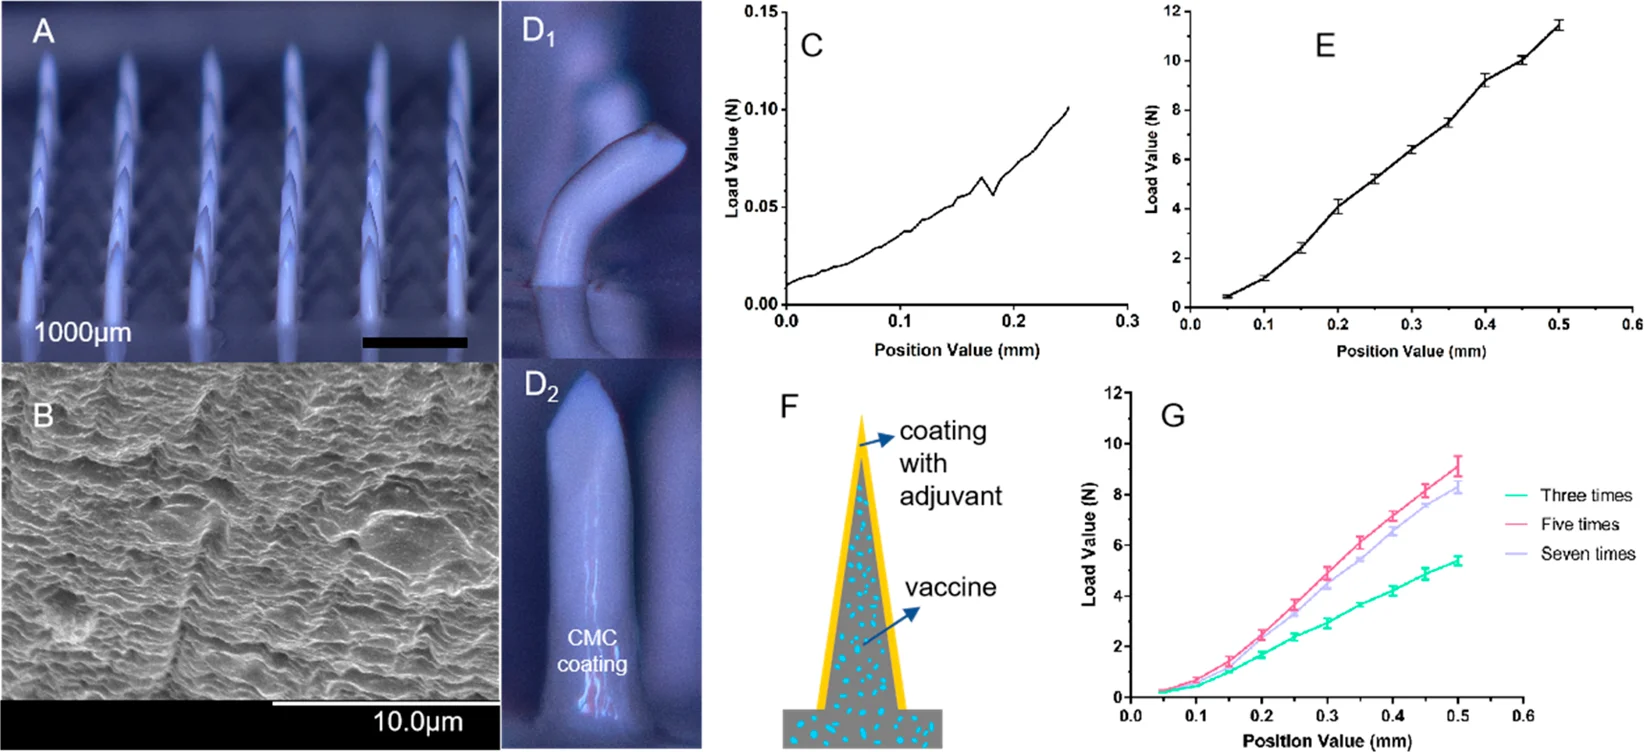 A
1000μm
B
10.0μm
D1
D2
CMC
coating
C
Load Value (N)
0.15
0.10
0.05
0.00
0.0 0.1 0.2 0.3
Position Value (mm)
E
Load Value (N)
12
10
8
6
4
2
0
0.0 0.1 0.2 0.3 0.4 0.5 0.6
Position Value (mm)
F
coating
with
adjuvant
vaccine
G
Load Value (N)
12
10
8
6
4
2
0
0.0 0.1 0.2 0.3 0.4 0.5 0.6
Position Value (mm)
Three times
Five times
Seven times